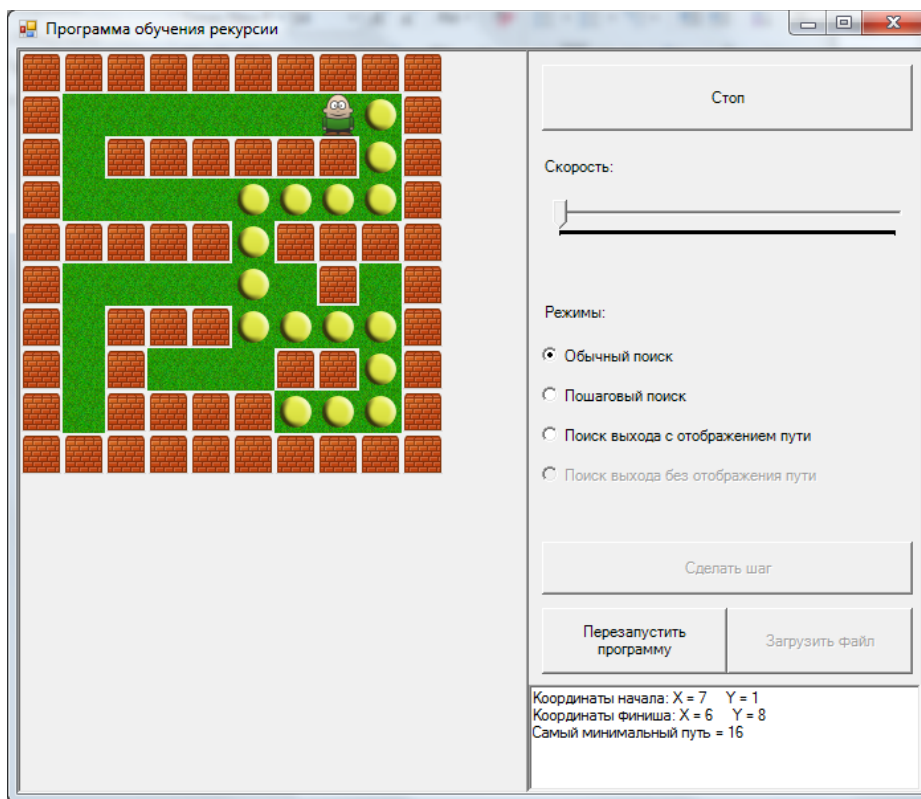 Программа обучения рекурсии
Стоп
Скорость:
Режимы:
Обычный поиск
Пошаговый поиск
Поиск выхода с отображением пути
Поиск выхода без отображения пути
Сделать шаг
Перезапустить
программу
Загрузить файл
Координаты начала: X = 7 Y = 1
Координаты финиша: X = 6 Y = 8
Самый минимальный путь = 16